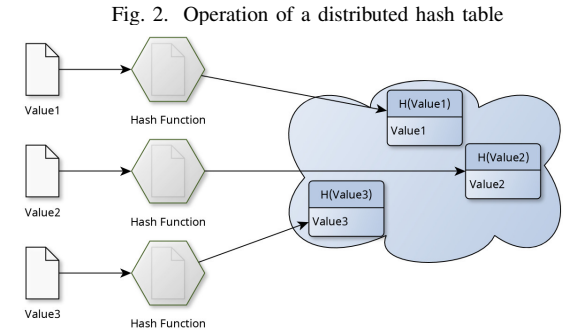 Fig. 2. Operation of a distributed hash table
Value1
Hash Function
H(Value1)
Value1
Value2
Hash Function
H(Value2)
Value2
H(Value3)
Value3
Value3
Hash Function